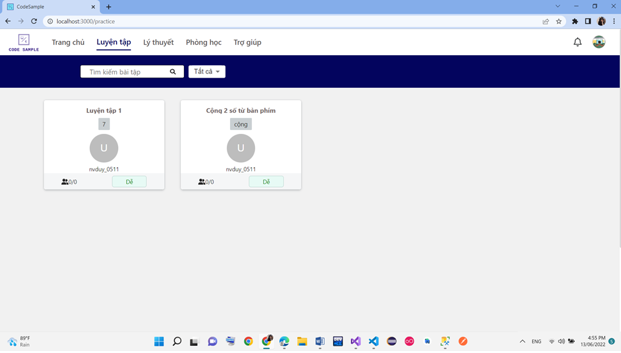 CodeSample
localhost:3000/practice
CODE SAMPLE
Trang chủ Luyện tập Lý thuyết Phòng học Trợ giúp
Tìm kiếm bài tập Tất cả
Luyện tập 1
7
U
nvduy_0511
0/0 Dễ
Cộng 2 số từ bàn phím
cộng
U
nvduy_0511
0/0 Dễ
89°F
Rain
ENG
4:55 PM
13/06/2022